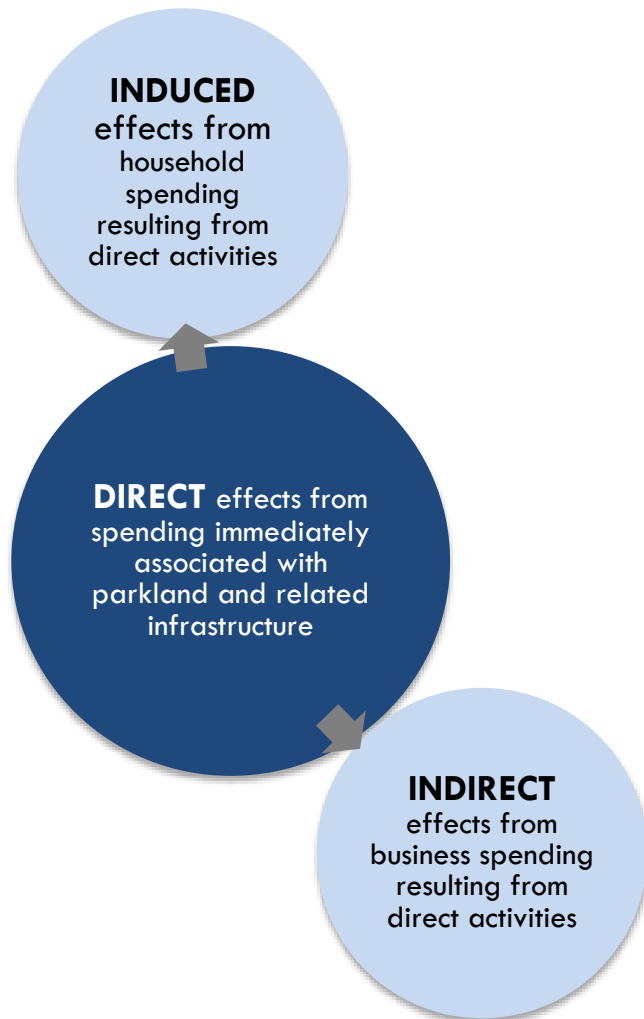 INDUCED
effects from
household
spending
resulting from
direct activities
DIRECT effects from
spending immediately
associated with
parkland and related
infrastructure
INDIRECT
effects from
business spending
resulting from
direct activities